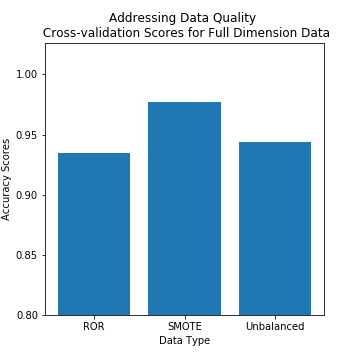 Addressing Data Quality
Cross-validation Scores for Full Dimension Data
1.00
0.95
0.90
0.85
0.80
Accuracy Scores
ROR SMOTE Unbalanced
Data Type